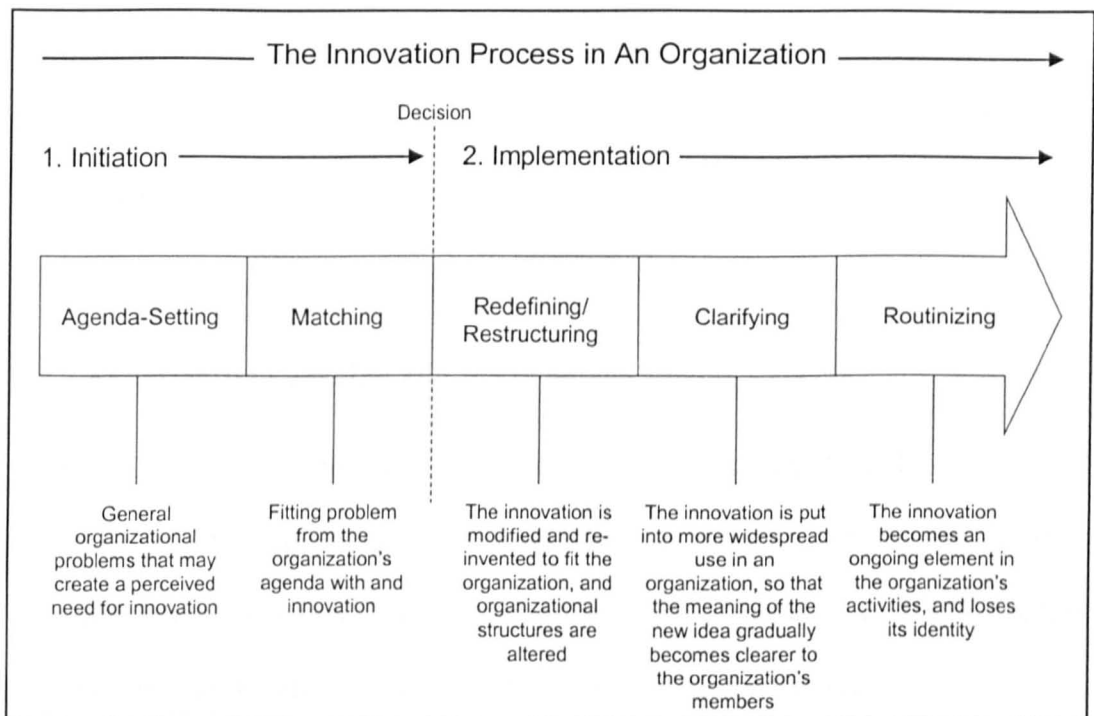 The Innovation Process in An Organization
Decision
1. Initiation
2. Implementation
Agenda-Setting
Matching
Redefining/
Restructuring
Clarifying
Routinizing
General
organizational
problems that may
create a perceived
need for innovation
Fitting problem
from the
organization's
agenda with and
innovation
The innovation is
modified and re-
invented to fit the
organization, and
organizational
structures are
altered
The innovation is put
into more widespread
use in an
organization, so that
the meaning of the
new idea gradually
becomes clearer to
the organization's
members
The innovation
becomes an
ongoing element in
the organization's
activities, and loses
its identity